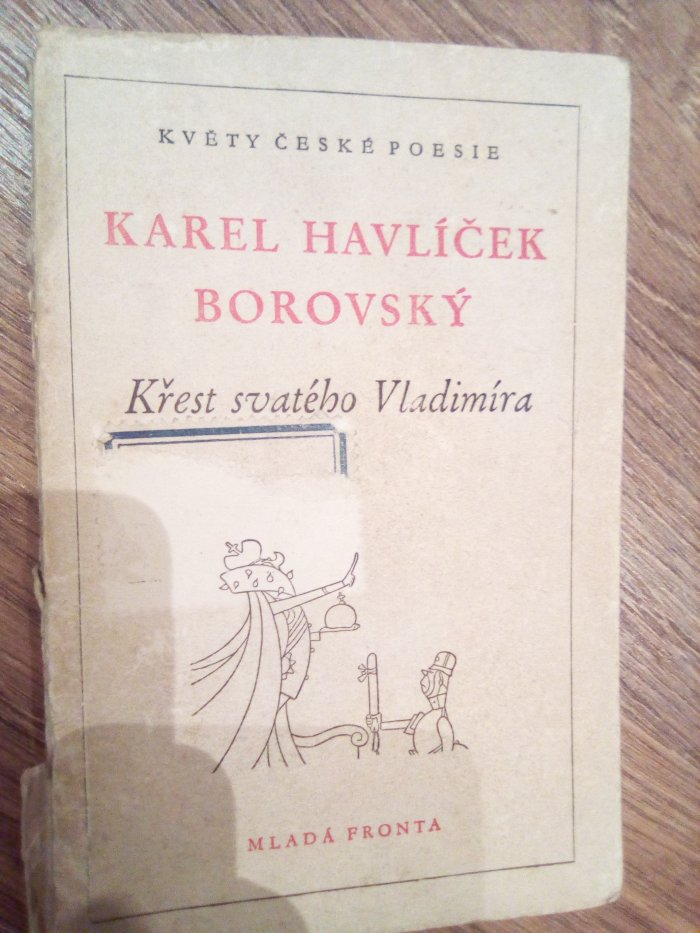 KVĚTY ČESKÉ POESIE
KAREL HAVLÍČEK
BOROVSKÝ
Křest svatého Vladimíra
MLADÁ FRONTA